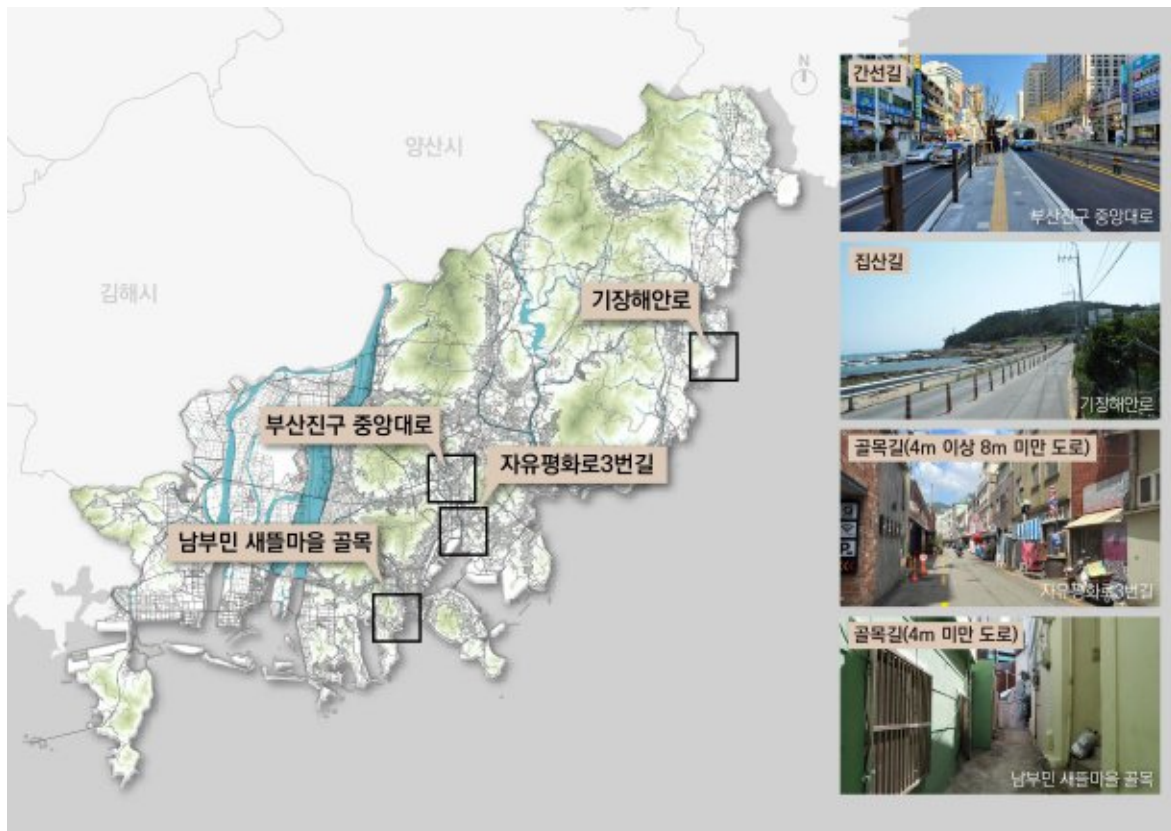 양산시
김해시
기장해안로
부산진구 중앙대로
자유평화로3번길
남부민 새뜰마을 골목
N
간선길
부산진구 중앙대로
집산길
기장해안로
골목길(4m 이상 8m 미만 도로)
자유평화로3번길
골목길(4m 미만 도로)
남부민 새뜰마을 골목